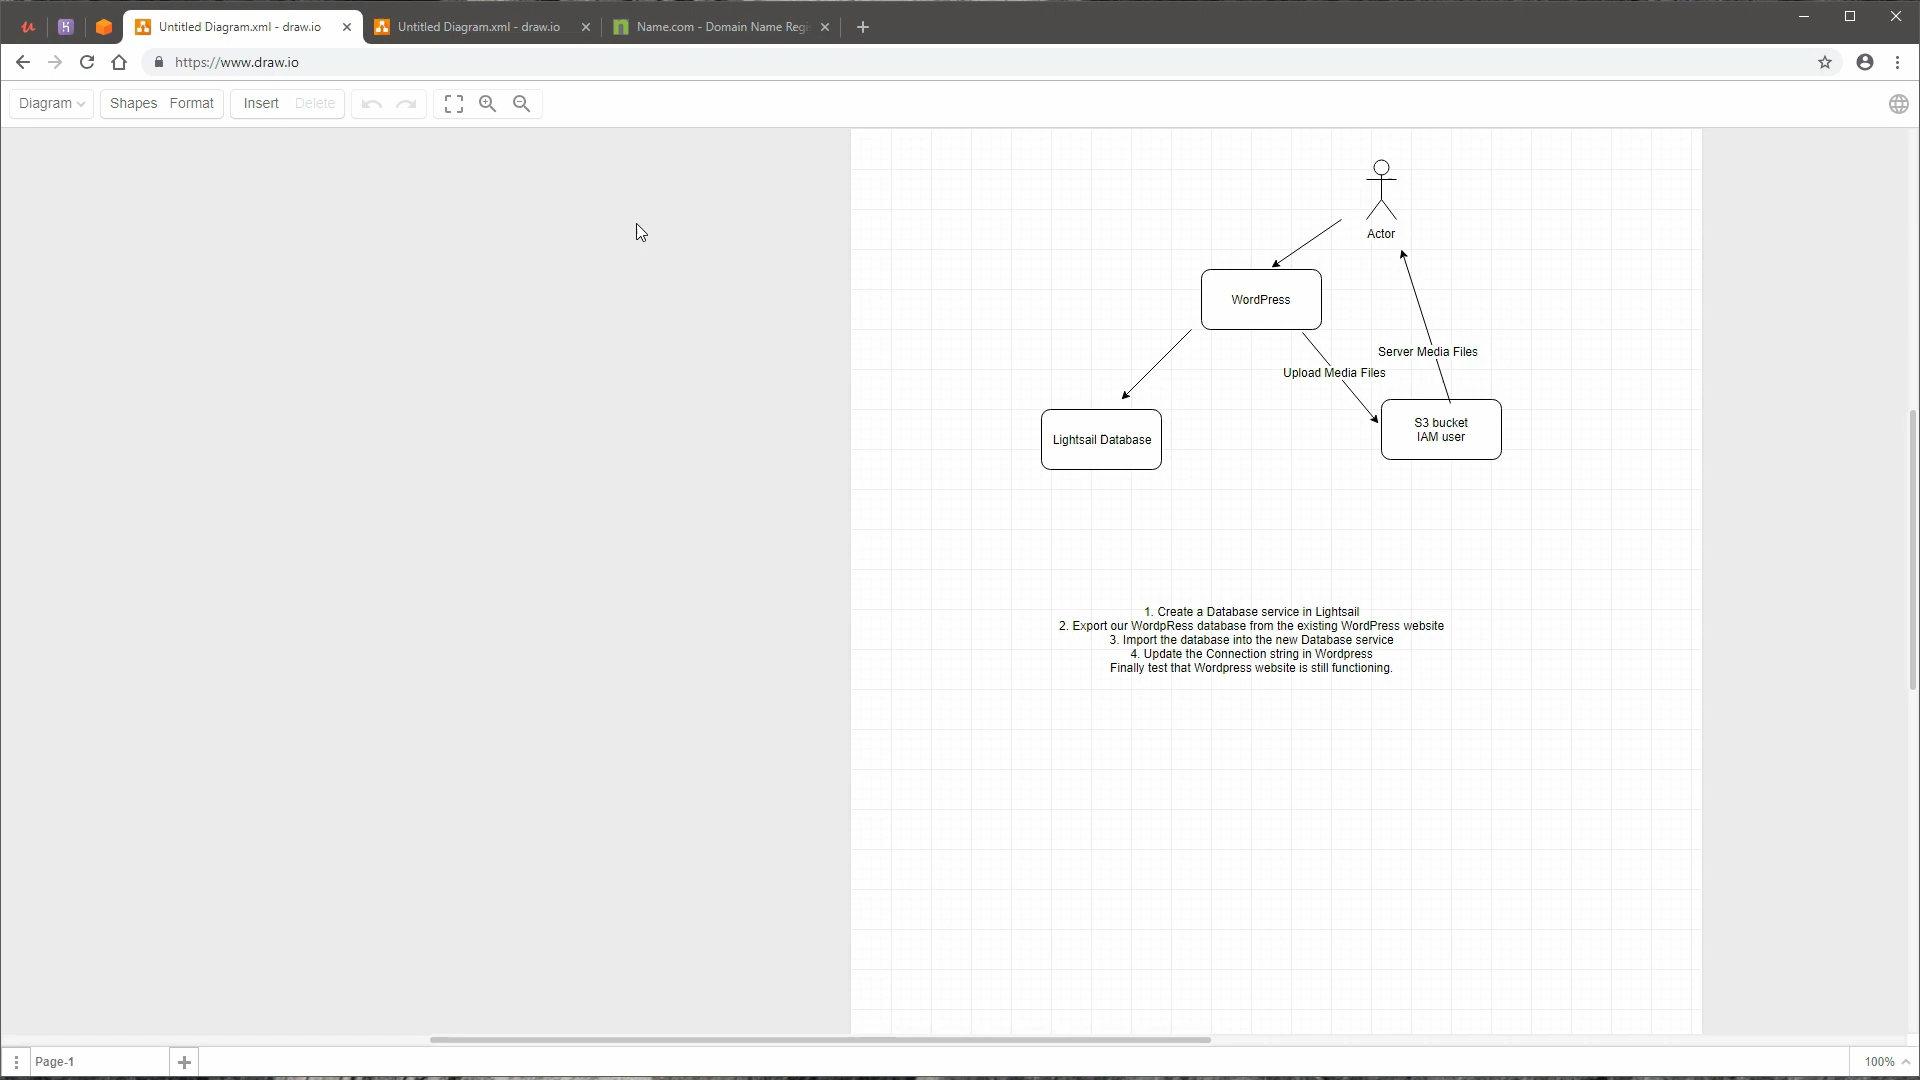 Untitled Diagram.xml - draw.io
Untitled Diagram.xml - draw.io
Name.com - Domain Name Regi
https://www.draw.io
Diagram
Shapes
Format
Insert
Delete
Actor
WordPress
Server Media Files
Upload Media Files
S3 bucket
IAM user
Lightsail Database
1. Create a Database service in Lightsail
2. Export our WordpRess database from the existing WordPress website
3. Import the database into the new Database service
4. Update the Connection string in Wordpress
Finally test that Wordpress website is still functioning.
Page-1
100%